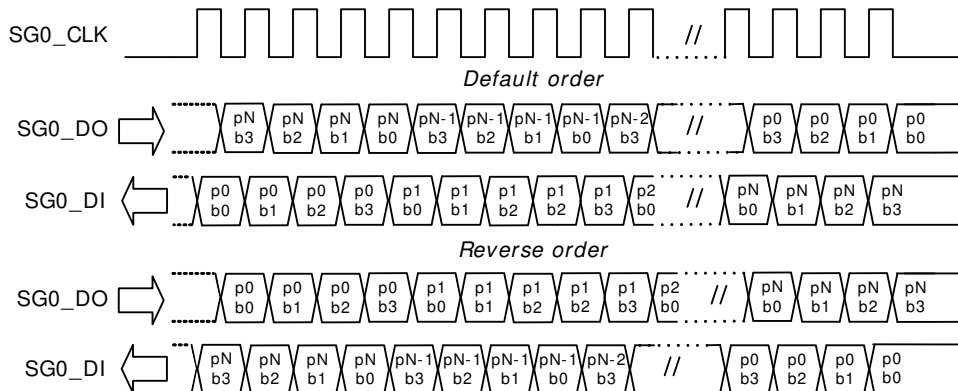 SG0_CLK //
Default order
SG0_DO pN pN pN pN pN-1 pN-1 pN-1 pN-1 pN-2 // p0 p0 p0 p0
b3 b2 b1 b0 b3 b2 b1 b0 b3 b3 b2 b1 b0
SG0_DI p0 p0 p0 p0 p1 p1 p1 p1 p1 p2 // pN pN pN pN
b0 b1 b2 b3 b0 b1 b2 b2 b3 b0 b0 b1 b2 b3
Reverse order
SG0_DO p0 p0 p0 p0 p1 p1 p1 p1 p1 p2 // pN pN pN pN
b0 b1 b2 b3 b0 b1 b2 b2 b3 b0 b0 b1 b2 b3
SG0_DI pN pN pN pN pN-1 pN-2 pN-1 pN-1 pN-2 // p0 p0 p0 p0
b3 b2 b1 b0 b3 b2 b1 b0 b3 b3 b2 b1 b0